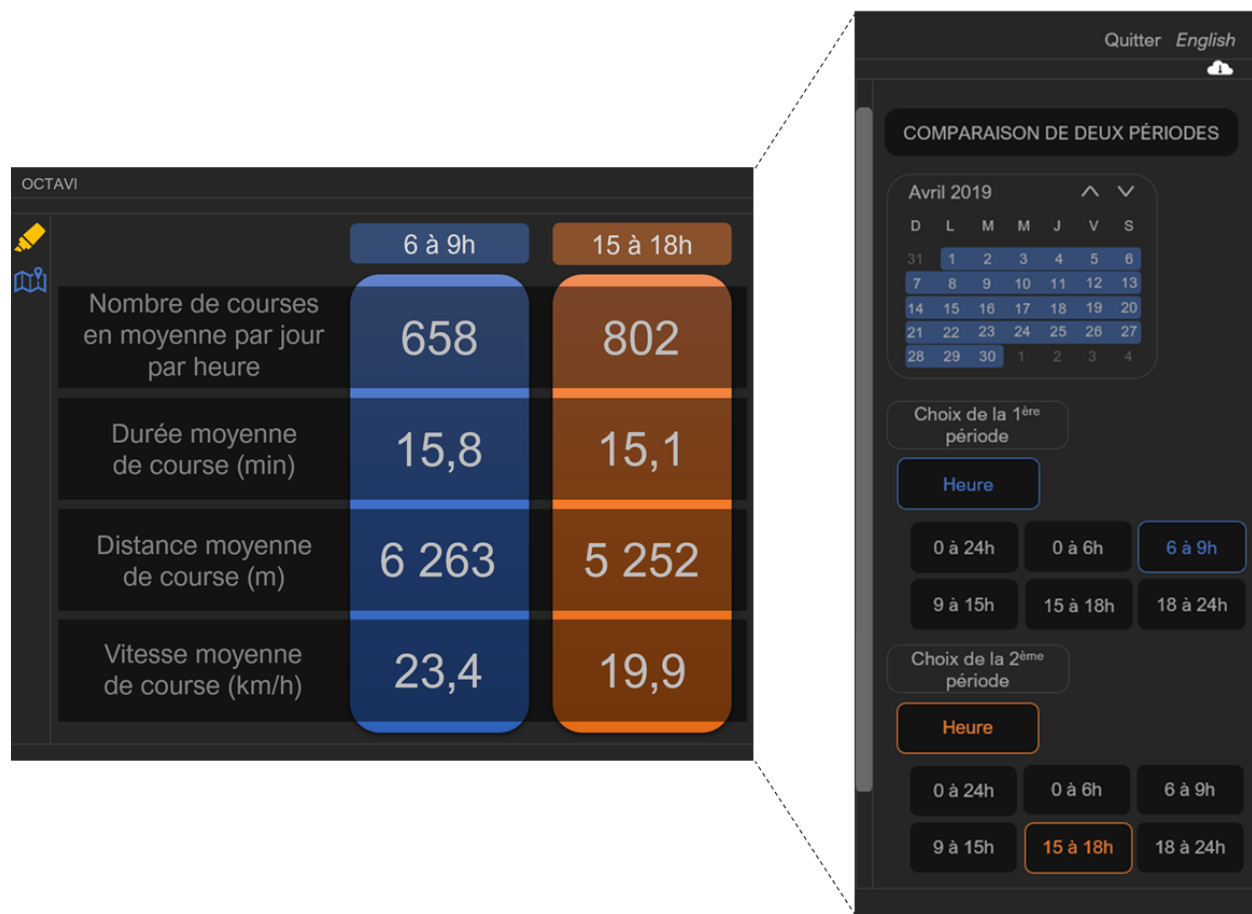 OCTAVI
6 à 9h 15 à 18h
Nombre de courses
en moyenne par jour
par heure
658 802
Durée moyenne
de course (min)
15,8 15,1
Distance moyenne
de course (m)
6 263 5 252
Vitesse moyenne
de course (km/h)
23,4 19,9
Quitter English
COMPARAISON DE DEUX PÉRIODES
Avril 2019
D L M M J V S
31 1 2 3 4 5 6
7 8 9 10 11 12 13
14 15 16 17 18 19 20
21 22 23 24 25 26 27
28 29 30 1 2 3 4
Choix de la 1ère
période
Heure
0 à 24h 0 à 6h 6 à 9h
9 à 15h 15 à 18h 18 à 24h
Choix de la 2ème
période
Heure
0 à 24h 0 à 6h 6 à 9h
9 à 15h 15 à 18h 18 à 24h